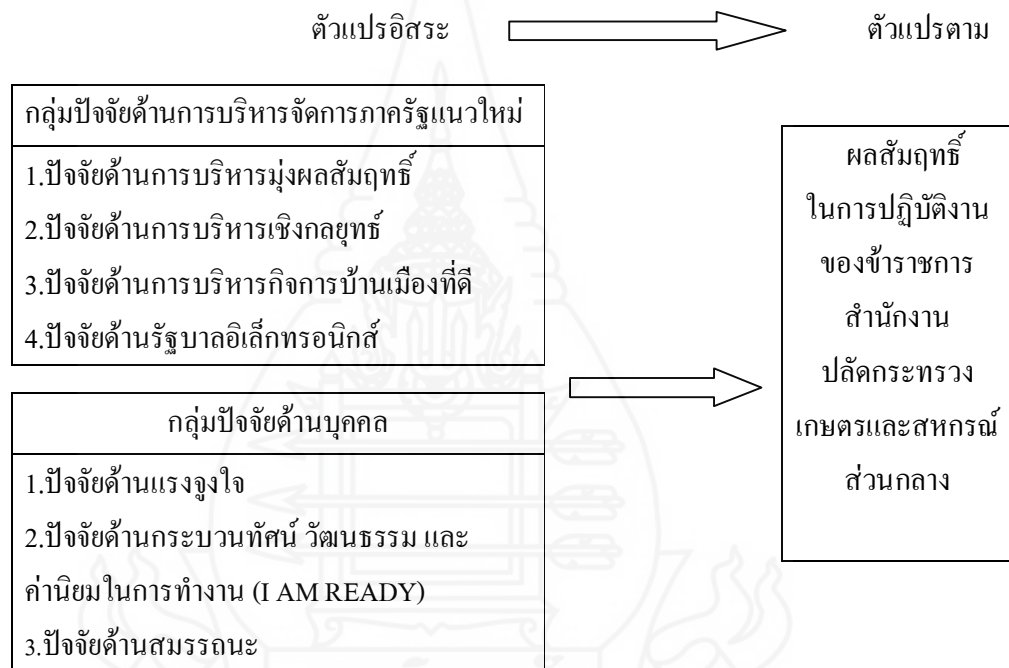 ตัวแปรอิสระ ตัวแปรตาม
กลุ่มปัจจัยด้านการบริหารจัดการภาครัฐแนวใหม่
1.ปัจจัยด้านการบริหารมุ่งผลสัมฤทธิ์
2.ปัจจัยด้านการบริหารเชิงกลยุทธ์
3.ปัจจัยด้านการบริหารกิจการบ้านเมืองที่ดี
4.ปัจจัยด้านรัฐบาลอิเล็กทรอนิกส์
กลุ่มปัจจัยด้านบุคคล
1.ปัจจัยด้านแรงจูงใจ
2.ปัจจัยด้านกระบวนทัศน์ วัฒนธรรม และ
ค่านิยมในการทำงาน (I AM READY)
3.ปัจจัยด้านสมรรถนะ
ผลสัมฤทธิ์
ในการปฏิบัติงาน
ของข้าราชการ
สำนักงาน
ปลัดกระทรวง
เกษตรและสหกรณ์
ส่วนกลาง